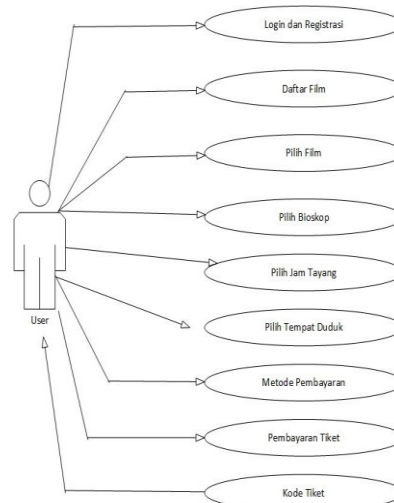 Login dan Registrasi
Daftar Film
Pilih Film
Pilih Bioskop
Pilih Jam Tayang
Pilih Tempat Duduk
User
Metode Pembayaran
Pembayaran Tiket
Kode Tiket